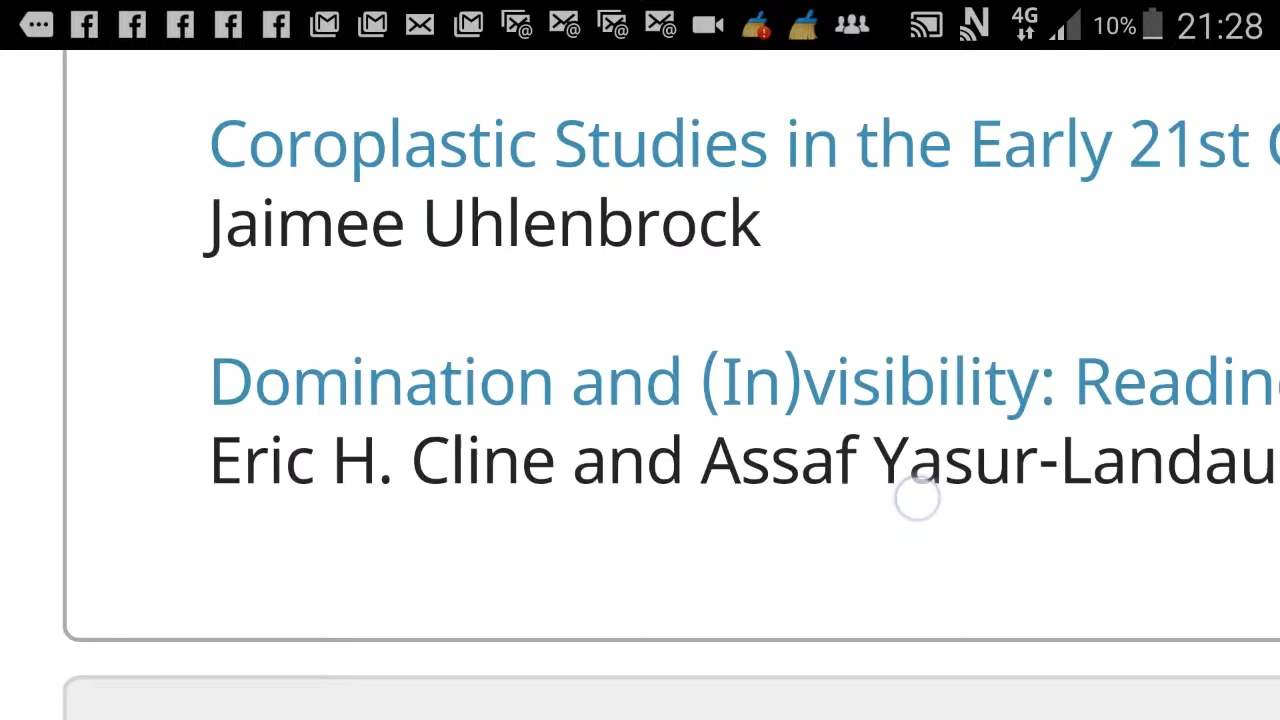 4G 10% 21:28
Coroplastic Studies in the Early 21st
Jaimee Uhlenbrock
Domination and (In)visibility:
Eric H. Cline and Assaf Yasur-Landau